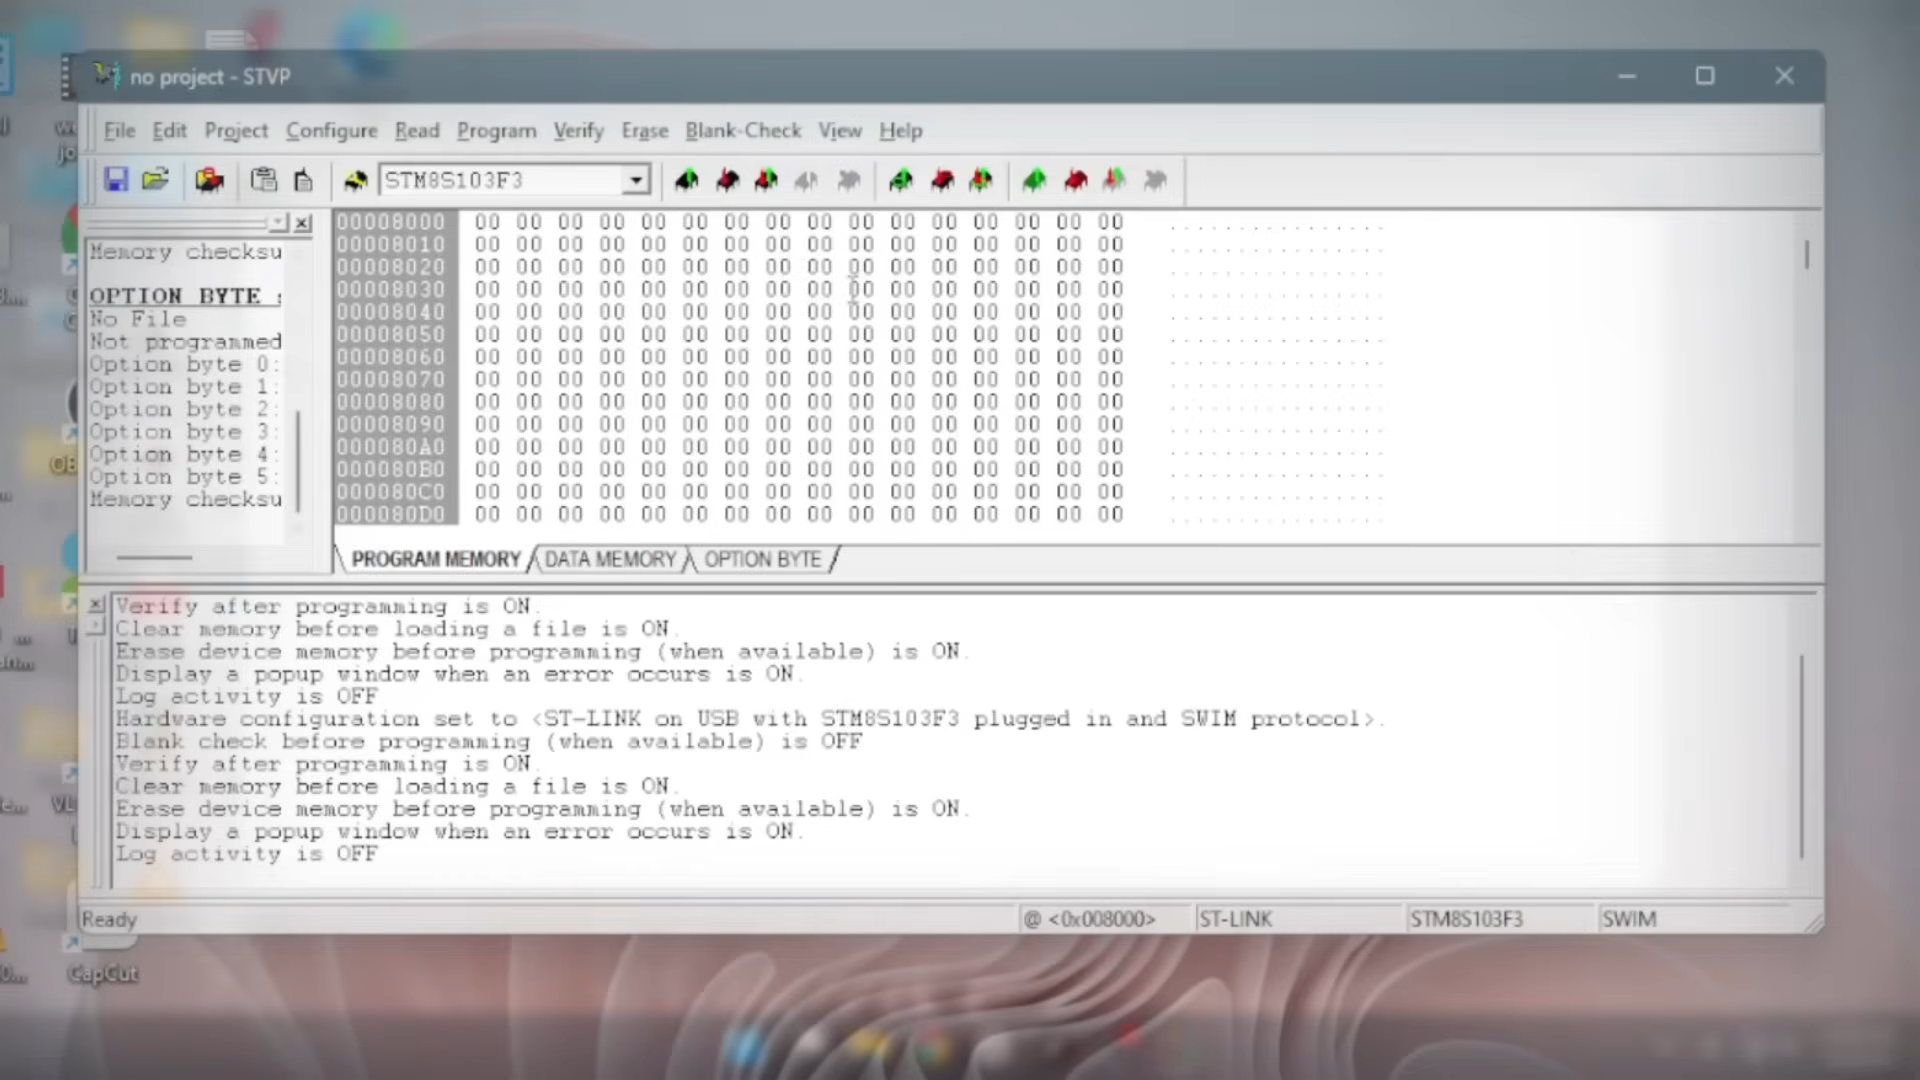 no project - STVP
File Edit Project Configure Read Program Verify Erase Blank-Check View Help
STM8S103F3
Memory checksu
OPTION BYTE
No File
Not programmed
Option byte 0:
Option byte 1:
Option byte 2:
Option byte 3:
Option byte 4:
Option byte 5:
Memory checksu
00008000 00 00 00 00 00 00 00 00 00 00 00 00 00 00 00 00 ................
00008010 00 00 00 00 00 00 00 00 00 00 00 00 00 00 00 00 ................
00008020 00 00 00 00 00 00 00 00 00 00 00 00 00 00 00 00 ................
00008030 00 00 00 00 00 00 00 00 00 00 00 00 00 00 00 00 ................
00008040 00 00 00 00 00 00 00 00 00 00 00 00 00 00 00 00 ................
00008050 00 00 00 00 00 00 00 00 00 00 00 00 00 00 00 00 ................
00008060 00 00 00 00 00 00 00 00 00 00 00 00 00 00 00 00 ................
00008070 00 00 00 00 00 00 00 00 00 00 00 00 00 00 00 00 ................
00008080 00 00 00 00 00 00 00 00 00 00 00 00 00 00 00 00 ................
00008090 00 00 00 00 00 00 00 00 00 00 00 00 00 00 00 00 ................
000080A0 00 00 00 00 00 00 00 00 00 00 00 00 00 00 00 00 ................
000080B0 00 00 00 00 00 00 00 00 00 00 00 00 00 00 00 00 ................
000080C0 00 00 00 00 00 00 00 00 00 00 00 00 00 00 00 00 ................
000080D0 00 00 00 00 00 00 00 00 00 00 00 00 00 00 00 00 ................
PROGRAM MEMORY DATA MEMORY OPTION BYTE
Verify after programming is ON.
Clear memory before loading a file is ON.
Erase device memory before programming (when available) is ON.
Display a popup window when an error occurs is ON.
Log activity is OFF
Hardware configuration set to <ST-LINK on USB with STM8S103F3 plugged in and SWIM protocol>.
Blank check before programming (when available) is OFF
Verify after programming is ON.
Clear memory before loading a file is ON.
Erase device memory before programming (when available) is ON.
Display a popup window when an error occurs is ON.
Log activity is OFF
Ready @ <0x008000> ST-LINK STM8S103F3 SWIM
CapCut